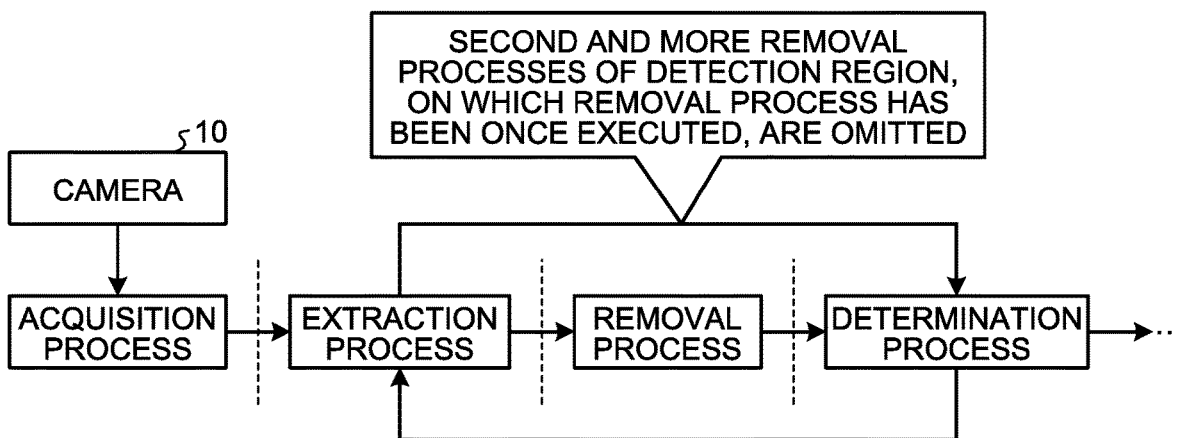 SECOND AND MORE REMOVAL
PROCESSES OF DETECTION REGION,
ON WHICH REMOVAL PROCESS HAS
BEEN ONCE EXECUTED, ARE OMITTED
10
CAMERA
ACQUISITION
PROCESS
EXTRACTION
PROCESS
REMOVAL
PROCESS
DETERMINATION
PROCESS
..